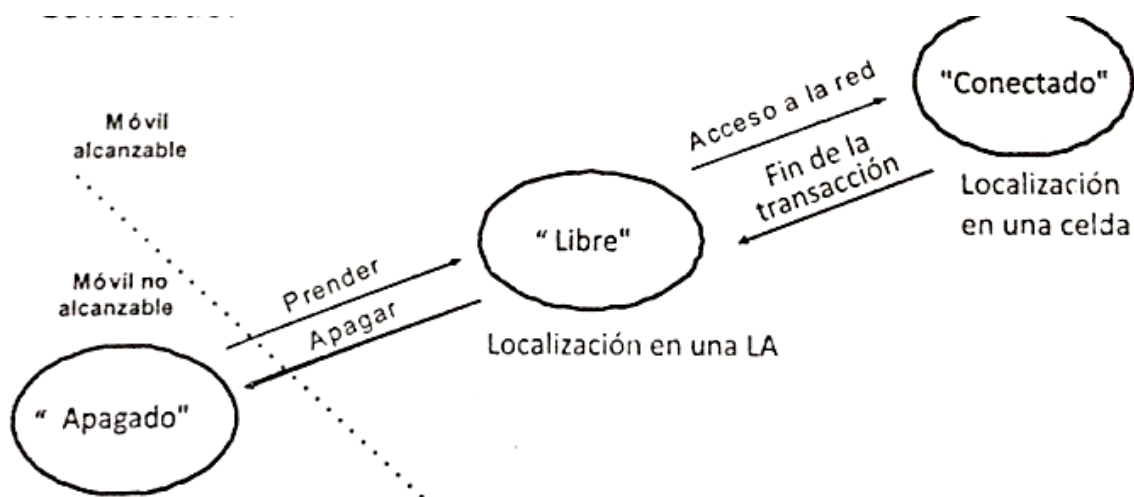 Móvil
alcanzable
Móvil no
alcanzable
" Apagado"
Prender
Apagar
" Libre"
Localización en una LA
Acceso a la red
Fin de la
transacción
"Conectado"
Localización
en una celda